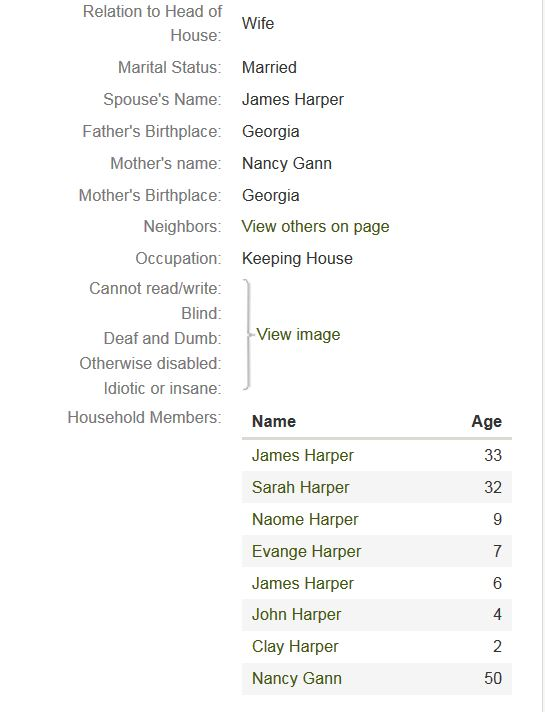 Relation to Head of
House: Wife
Marital Status: Married
Spouse's Name: James Harper
Father's Birthplace: Georgia
Mother's name: Nancy Gann
Mother's Birthplace: Georgia
Neighbors: View others on page
Occupation: Keeping House
Cannot read/write:
Blind:
Deaf and Dumb:
Otherwise disabled:
Idiotic or insane:
View image
Household Members:
Name Age
James Harper 33
Sarah Harper 32
Naome Harper 9
Evange Harper 7
James Harper 6
John Harper 4
Clay Harper 2
Nancy Gann 50